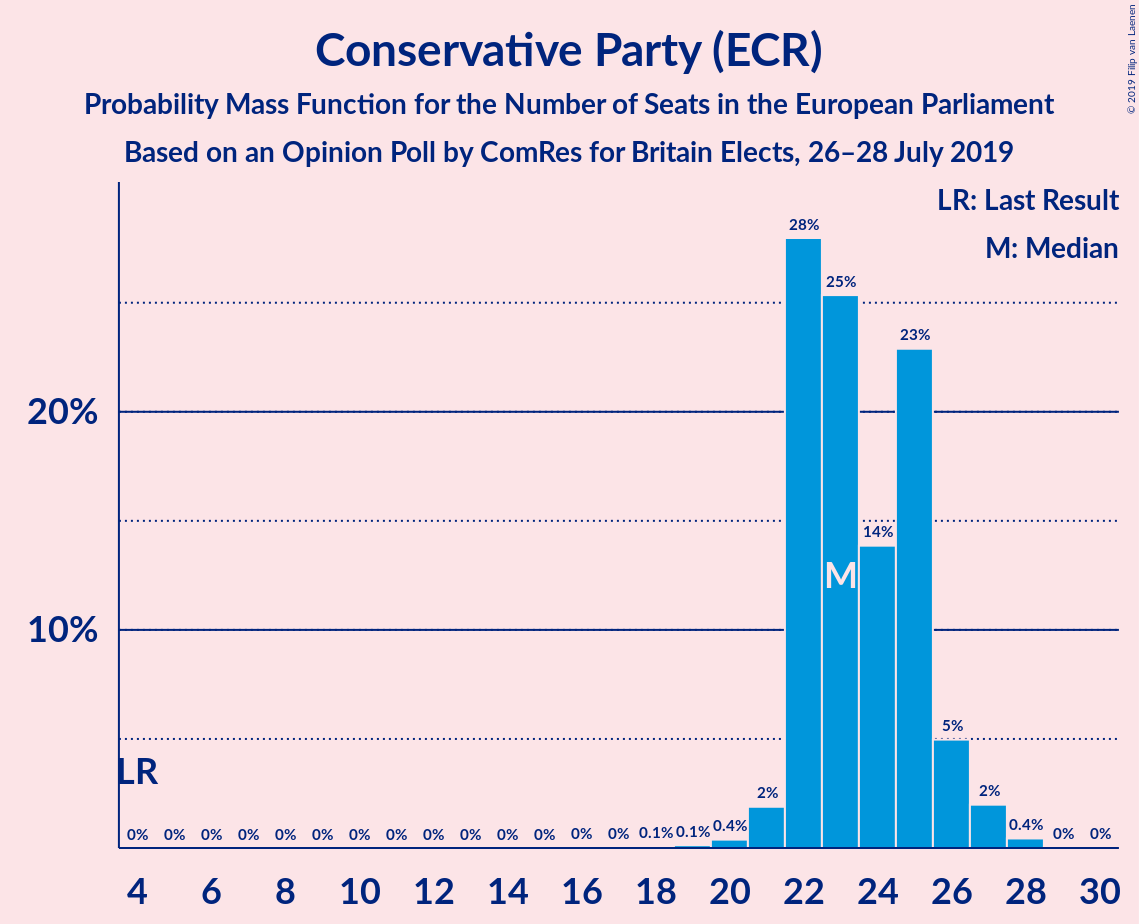 Conservative Party (ECR)
Probability Mass Function for the Number of Seats in the European Parliament
Based on an Opinion Poll by ComRes for Britain Elects, 26–28 July 2019
© 2019 Filip van Laenen
LR: Last Result
M: Median
28%
25%
23%
20%
14%
M
10%
5%
LR
2%
2%
0% 0% 0% 0% 0% 0% 0% 0% 0% 0% 0% 0% 0% 0% 0.1% 0.1% 0.4% 0.4% 0% 0%
4 6 8 10 12 14 16 18 20 22 24 26 28 30